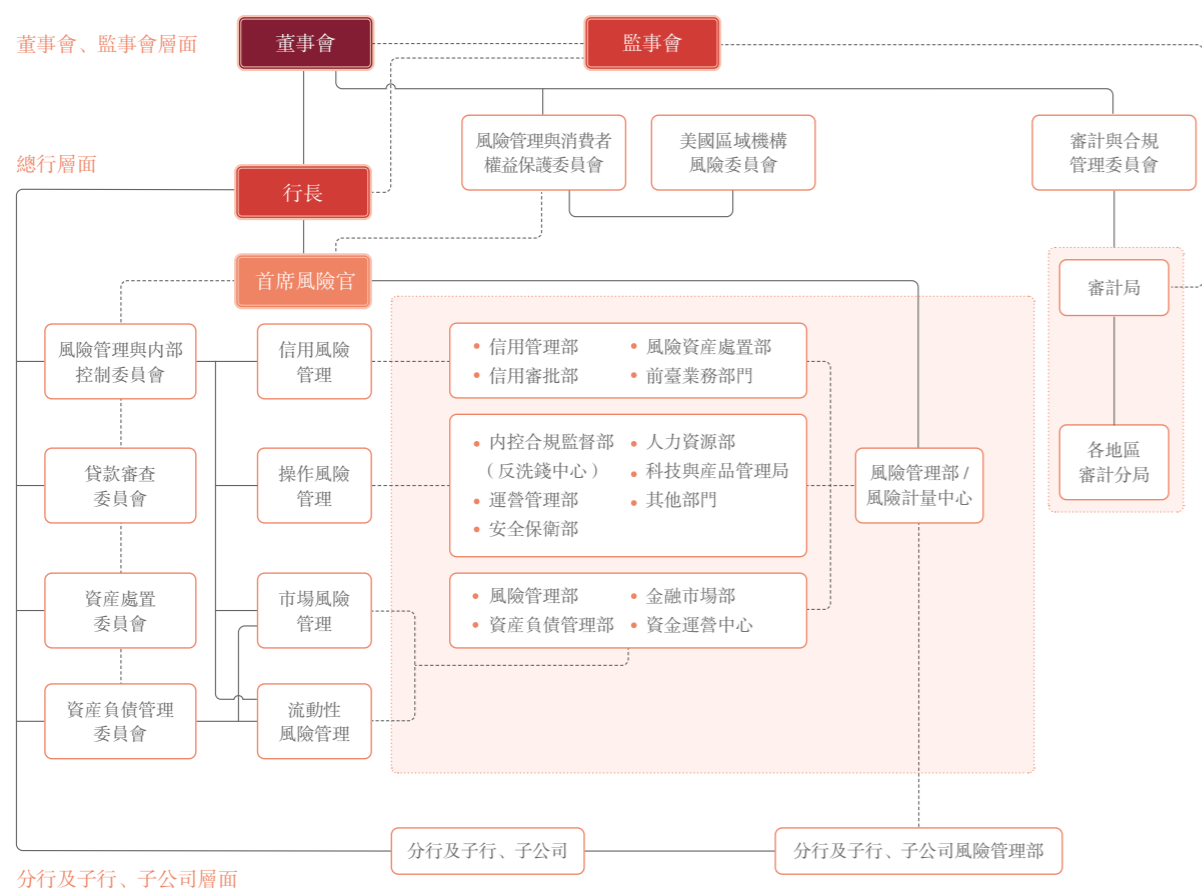 董事會、監事會層面
董事會
監事會
風險管理與消費者
權益保護委員會
美國區域機構
風險委員會
審計與合規
管理委員會
總行層面
行長
首席風險官
審計局
各地區
審計分局
風險管理與内部
控制委員會
貸款審查
委員會
資産處置
委員會
資産負債管理
委員會
信用風險
管理
操作風險
管理
市場風險
管理
流動性
風險管理
• 信用管理部
• 信用審批部
• 風險資産處置部
• 前臺業務部門
• 内控合規監督部
（反洗錢中心）
• 運營管理部
• 安全保衛部
• 人力資源部
• 科技與産品管理局
• 其他部門
• 風險管理部
• 資産負債管理部
• 金融市場部
• 資金運營中心
風險管理部 /
風險計量中心
分行及子行、子公司
分行及子行、子公司風險管理部
分行及子行、子公司層面